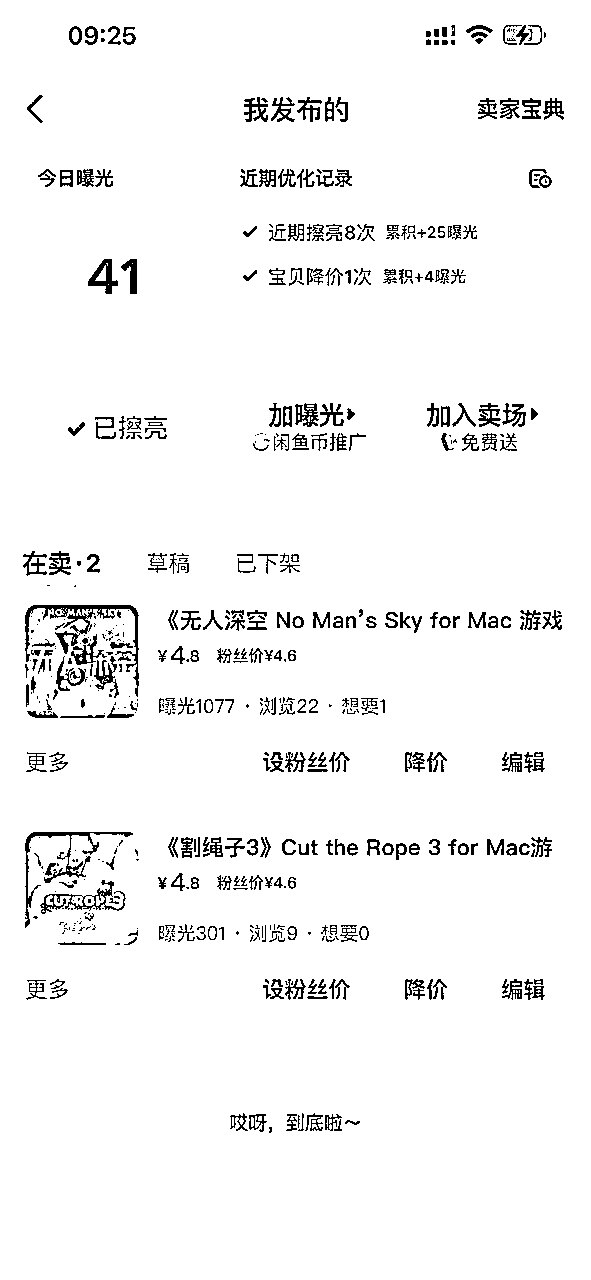 09:25
我发布的
卖家宝典
今日曝光
近期优化记录
41
近期擦亮8次 累积+25曝光
宝贝降价1次 累积+4曝光
已擦亮
加曝光
闲鱼币推广
加入卖场
免费送
在卖·2
草稿
已下架
NO MAN'S SKY
《无人深空 No Man's Sky for Mac 游戏
¥4.8 粉丝价¥4.6
曝光1077 · 浏览22 · 想要1
更多
设粉丝价
降价
编辑
CUT THE ROPE 3
《割绳子3》Cut the Rope 3 for Mac游
¥4.8 粉丝价¥4.6
曝光301 · 浏览9 · 想要0
更多
设粉丝价
降价
编辑
哎呀，到底啦～